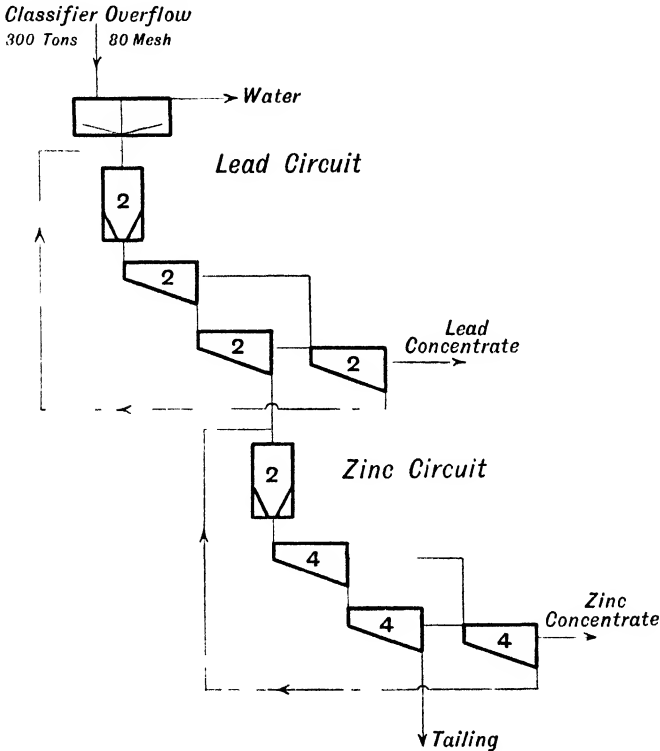 Classifier Overflow
300 Tons 80 Mesh
Water
Lead Circuit
2
2
2
2
Lead
Concentrate
Zinc Circuit
2
4
4
4
Zinc
Concentrate
Tailing